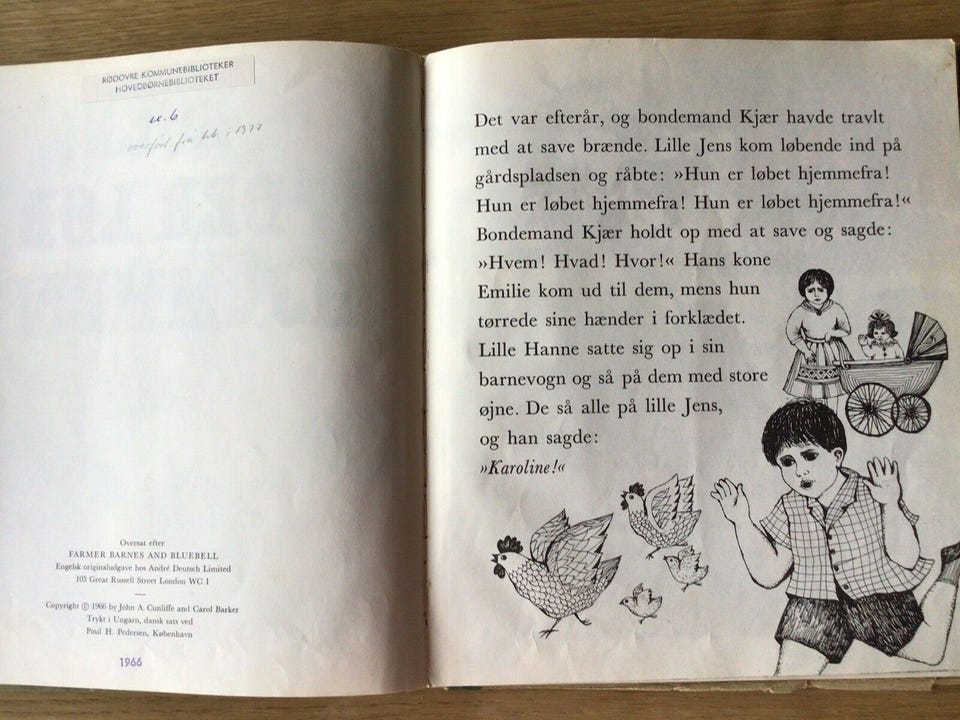 RØDOVRE KOMMUNEBIBLIOTEKER
HOVEDBØRNEBIBLIOTEKET
overført fra i 1977
Oversat efter
FARMER BARNES AND BLUEBELL
Engelsk originaludgave hos André Deutsch Limited
105 Great Russell Street London WC 1
Copyright © 1966 by John A. Cunliffe and Carol Barker
Trykt i Ungarn, dansk sats ved
Poul H. Pedersen, København
1966
Det var efterår, og bondemand Kjær havde travlt
med at save brænde. Lille Jens kom løbende ind på
gårdspladsen og råbte: »Hun er løbet hjemmefra!
Hun er løbet hjemmefra! Hun er løbet hjemmefra!«
Bondemand Kjær holdt op med at save og sagde:
»Hvem! Hvad! Hvor!« Hans kone
Emilie kom ud til dem, mens hun
tørrede sine hænder i forklædet.
Lille Hanne satte sig op i sin
barnevogn og så på dem med store
øjne. De så alle på lille Jens,
og han sagde:
»Karoline!«